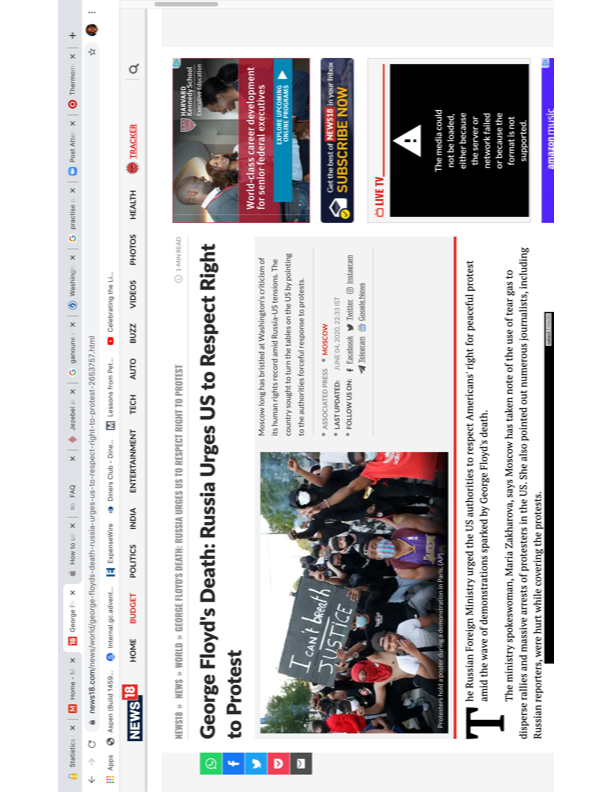 Statistics
Home - M
George Fl
How to us
FAQ
Jezebel a
ganouni
Washing
practise
Post Atte
Thermom
news18.com/news/world/george-floyds-death-russia-urges-us-to-respect-right-to-protest-2653757.html
Apps
Aspen (Build 1459...
Internal.gc.advent...
ExpenseWire
Diners Club - Dine...
Lessons from Pet...
Celebrating the Li...
NEWS18
HOME BUDGET POLITICS INDIA ENTERTAINMENT TECH AUTO BUZZ VIDEOS PHOTOS HEALTH TRACKER
NEWS18 » NEWS » WORLD » GEORGE FLOYD'S DEATH: RUSSIA URGES US TO RESPECT RIGHT TO PROTEST
1-MIN READ
George Floyd's Death: Russia Urges US to Respect Right
to Protest
I can't breath
JUSTICE
Protesters hold a poster during a demonstration in Paris. (AP)
Moscow long has bristled at Washington's criticism of
its human rights record amid Russia-US tensions. The
country sought to turn the tables on the US by pointing
to the authorities forceful response to protests.
ASSOCIATED PRESS * MOSCOW
LAST UPDATED: JUNE 04, 2020, 22:33 IST
FOLLOW US ON: Facebook Twitter Instagram
Telegram Google News
The Russian Foreign Ministry urged the US authorities to respect Americans' right for peaceful protest
amid the wave of demonstrations sparked by George Floyd's death.
The ministry spokeswoman, Maria Zakharova, says Moscow has taken note of the use of tear gas to
disperse rallies and massive arrests of protesters in the US. She also pointed out numerous journalists, including
Russian reporters, were hurt while covering the protests.
HARVARD
Kennedy School
Executive Education
World-class career development
for senior federal executives
EXPLORE UPCOMING
ONLINE PROGRAMS
Get the best of NEWS18 in your inbox
SUBSCRIBE NOW
LIVE TV
The media could
not be loaded,
either because
the server or
network failed
or because the
format is not
supported.
amazon music